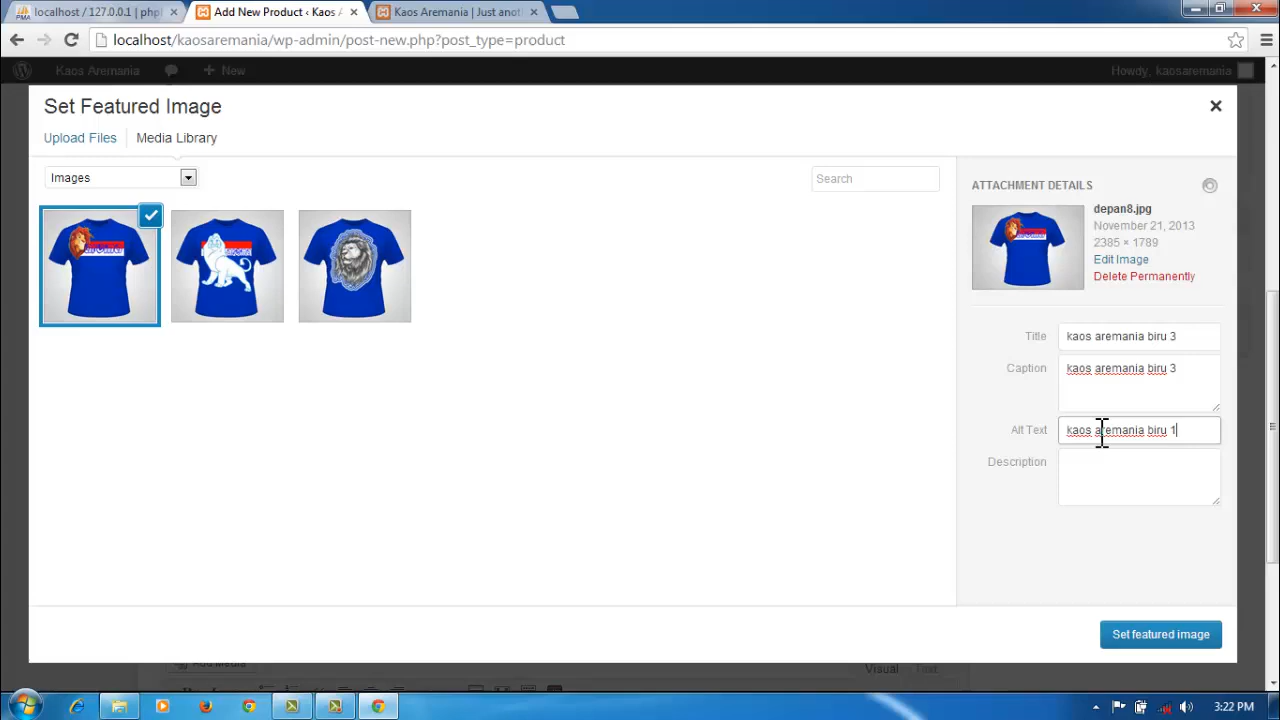 localhost / 127.0.0.1 | php
Add New Product ‹ Kaos A
Kaos Aremania | Just anot
localhost/kaosaremania/wp-admin/post-new.php?post_type=product
Kaos Aremania
New
Howdy, kaosaremania
Set Featured Image
Upload Files
Media Library
Images
Search
ATTACHMENT DETAILS
depan8.jpg
November 21, 2013
2385 × 1789
Edit Image
Delete Permanently
Title
kaos aremania biru 3
Caption
kaos aremania biru 3
Alt Text
kaos aremania biru 1
Description
Set featured image
Add Media
Visual
Text
3:22 PM